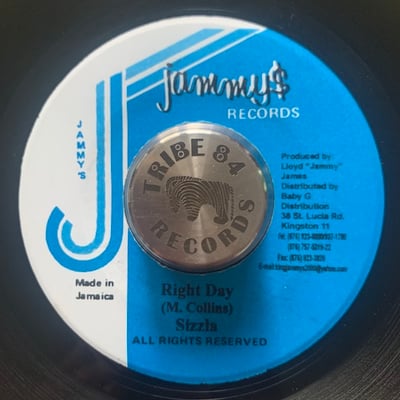 jammy$
RECORDS
JAMMY'S
TRIBE 84
RECORDS
Produced by:
Lloyd "Jammy"
James
Distributed by
Baby G
Distribution
38 St. Lucia Rd.
Kingston 11
Made in
Jamaica
Right Day
(M. Collins)
Sizzla
ALL RIGHTS RESERVED